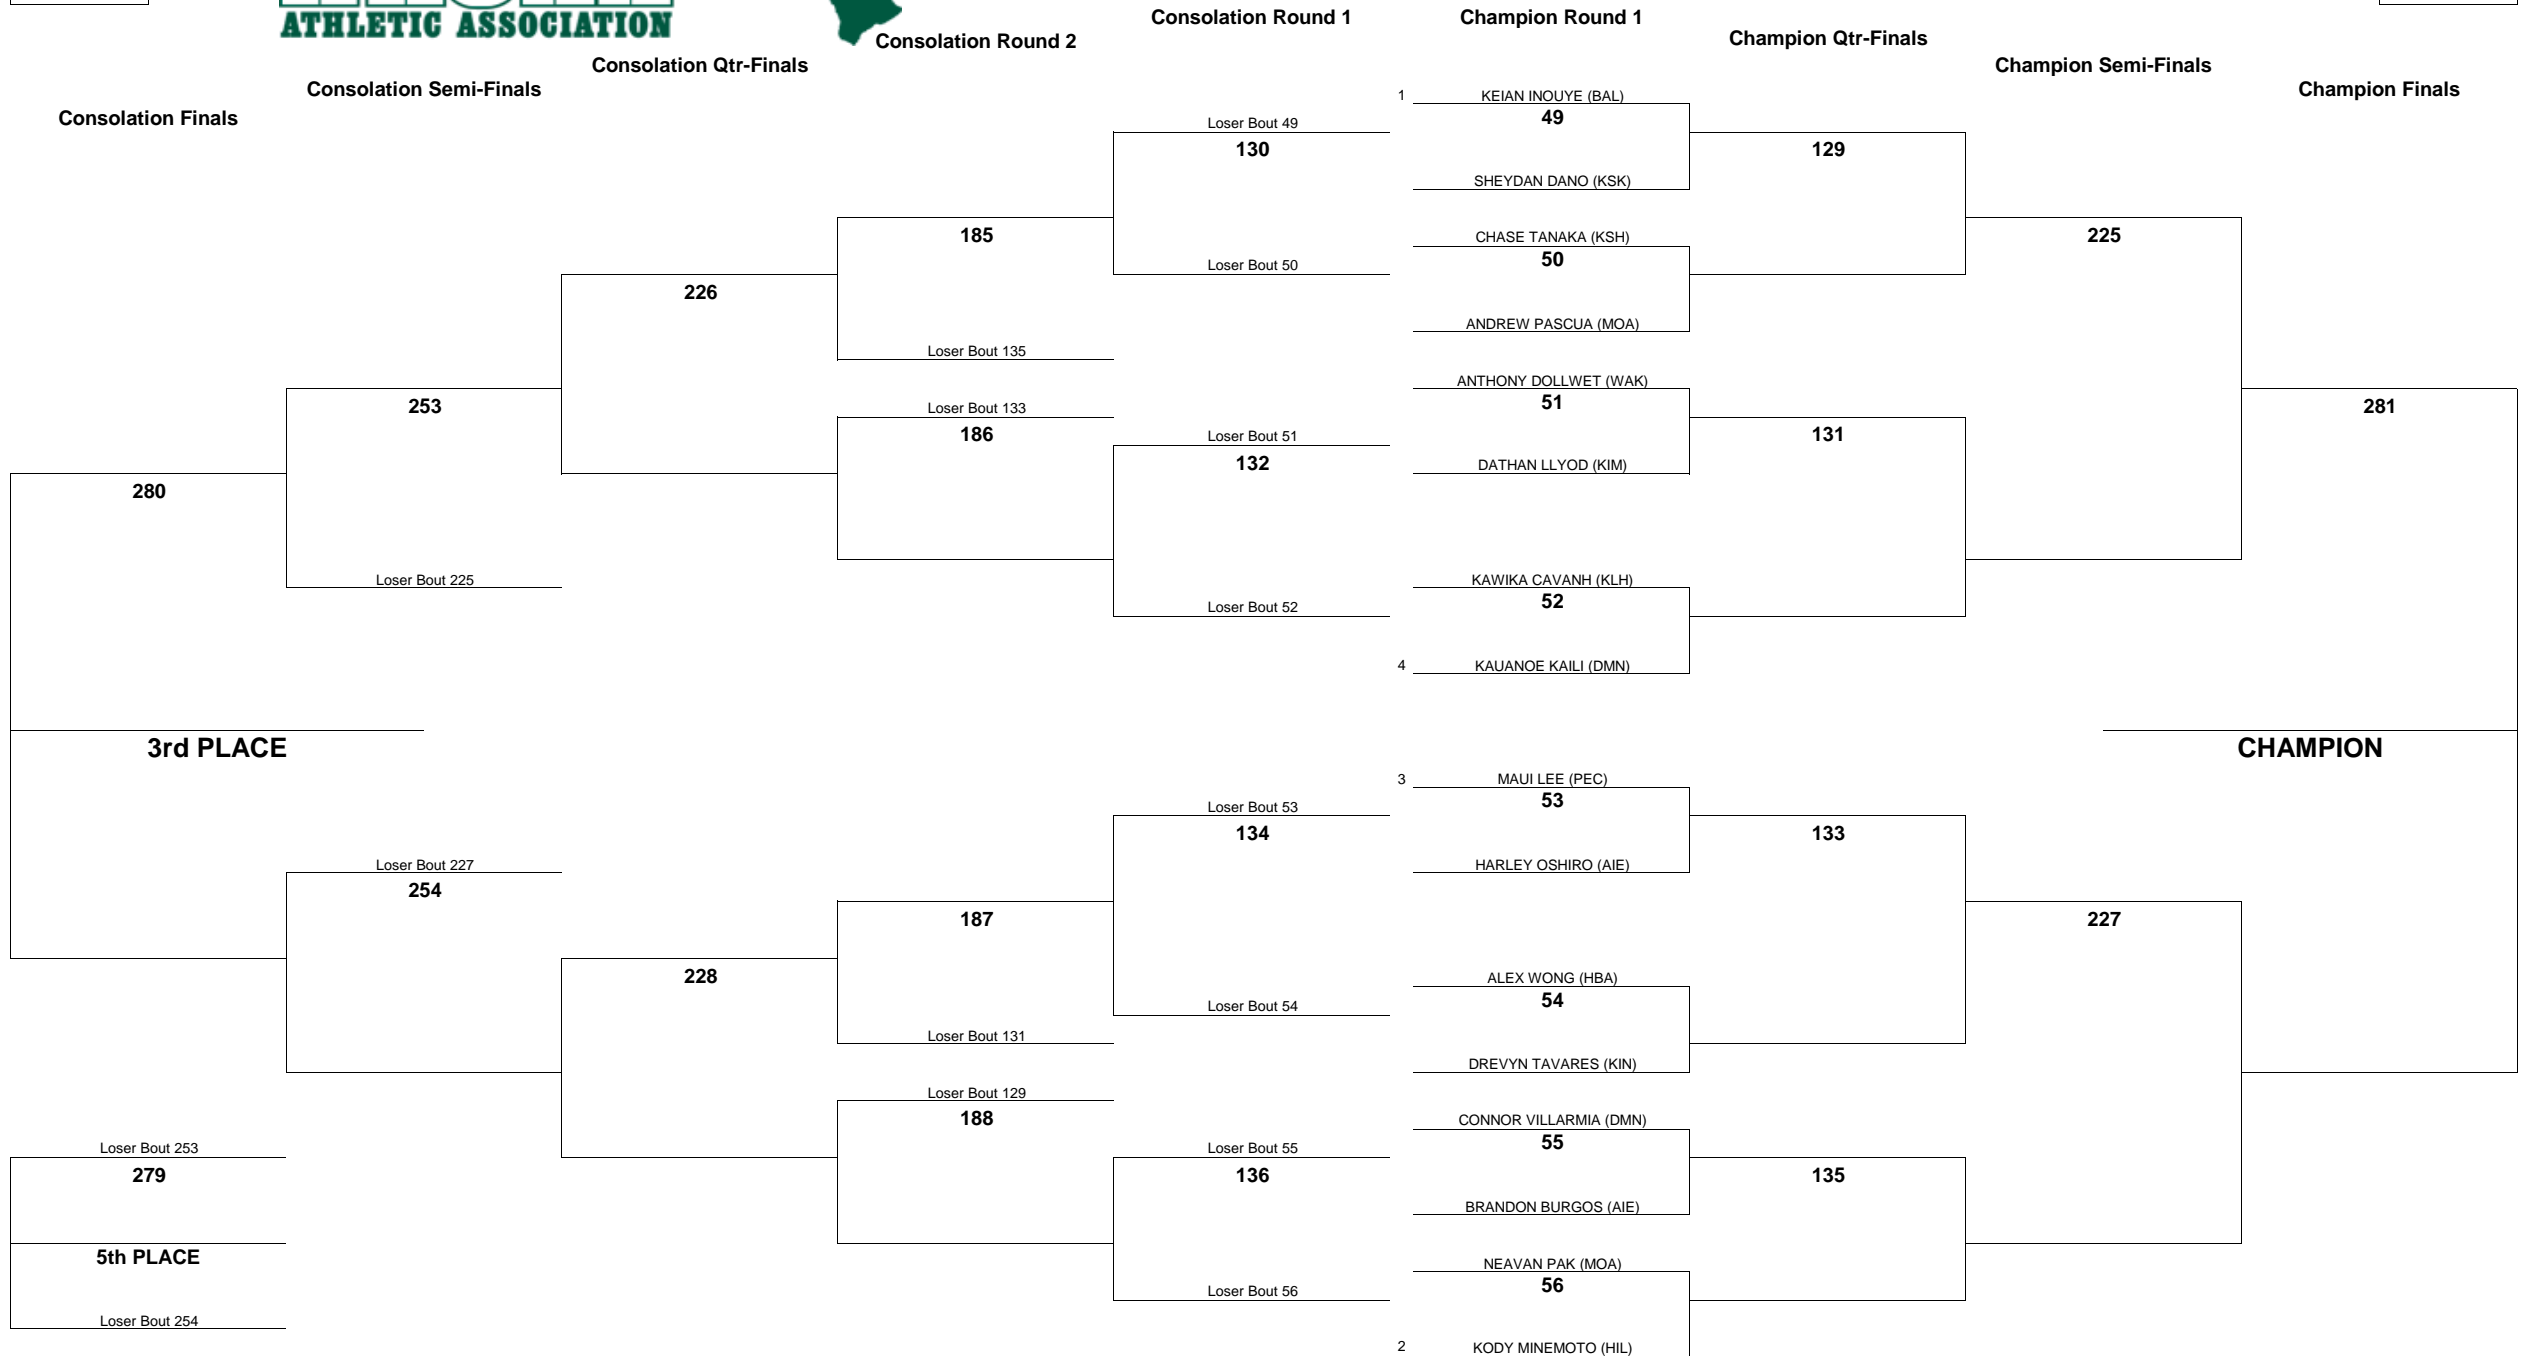 ATHLETIC ASSOCIATION
Consolation Round 1
Champion Round 1
Consolation Round 2
Champion Qtr-Finals
Consolation Qtr-Finals
Champion Semi-Finals
Consolation Semi-Finals
Champion Finals
Consolation Finals
1 KEIAN INOUYE (BAL)
49
Loser Bout 49
130
129
SHEYDAN DANO (KSK)
185
CHASE TANAKA (KSH)
225
50
Loser Bout 50
226
ANDREW PASCUA (MOA)
Loser Bout 135
ANTHONY DOLLWET (WAK)
253
Loser Bout 133
51
281
186
Loser Bout 51
131
132
DATHAN LLYOD (KIM)
280
Loser Bout 225
KAWIKA CAVANH (KLH)
52
Loser Bout 52
4 KAUANOE KAILI (DMN)
3rd PLACE
CHAMPION
3 MAUI LEE (PEC)
53
Loser Bout 53
134
133
Loser Bout 227
HARLEY OSHIRO (AIE)
254
187
227
228
ALEX WONG (HBA)
54
Loser Bout 54
Loser Bout 131
DREVYN TAVARES (KIN)
Loser Bout 129
188
CONNOR VILLARMIA (DMN)
55
Loser Bout 253
Loser Bout 55
279
136
135
BRANDON BURGOS (AIE)
5th PLACE
NEAVAN PAK (MOA)
56
Loser Bout 56
Loser Bout 254
2 KODY MINEMOTO (HIL)